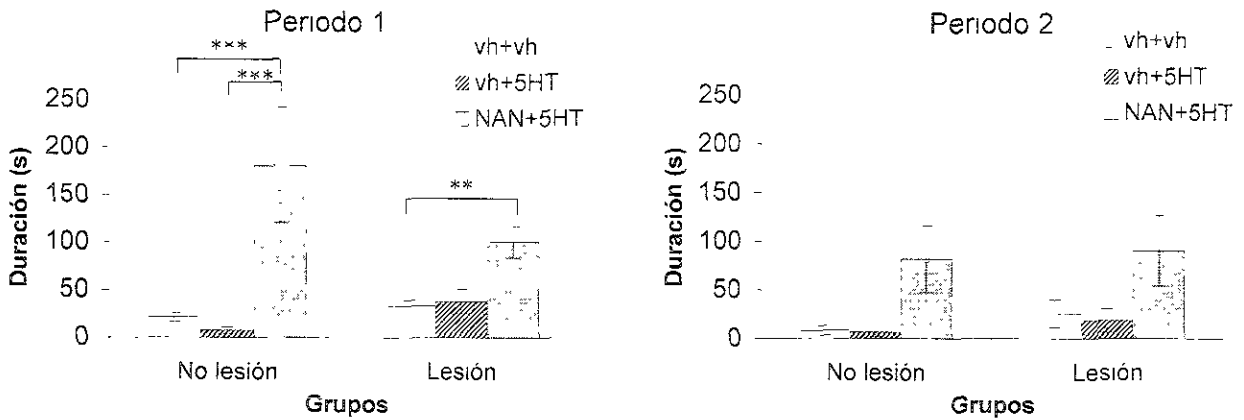 Periodo 1
vh+vh
vh+5HT
NAN+5HT
***
***
**
250
200
150
100
50
0
Duración (s)
No lesión
Lesión
Grupos
Periodo 2
vh+vh
vh+5HT
NAN+5HT
250
200
150
100
50
0
Duración (s)
No lesión
Lesión
Grupos